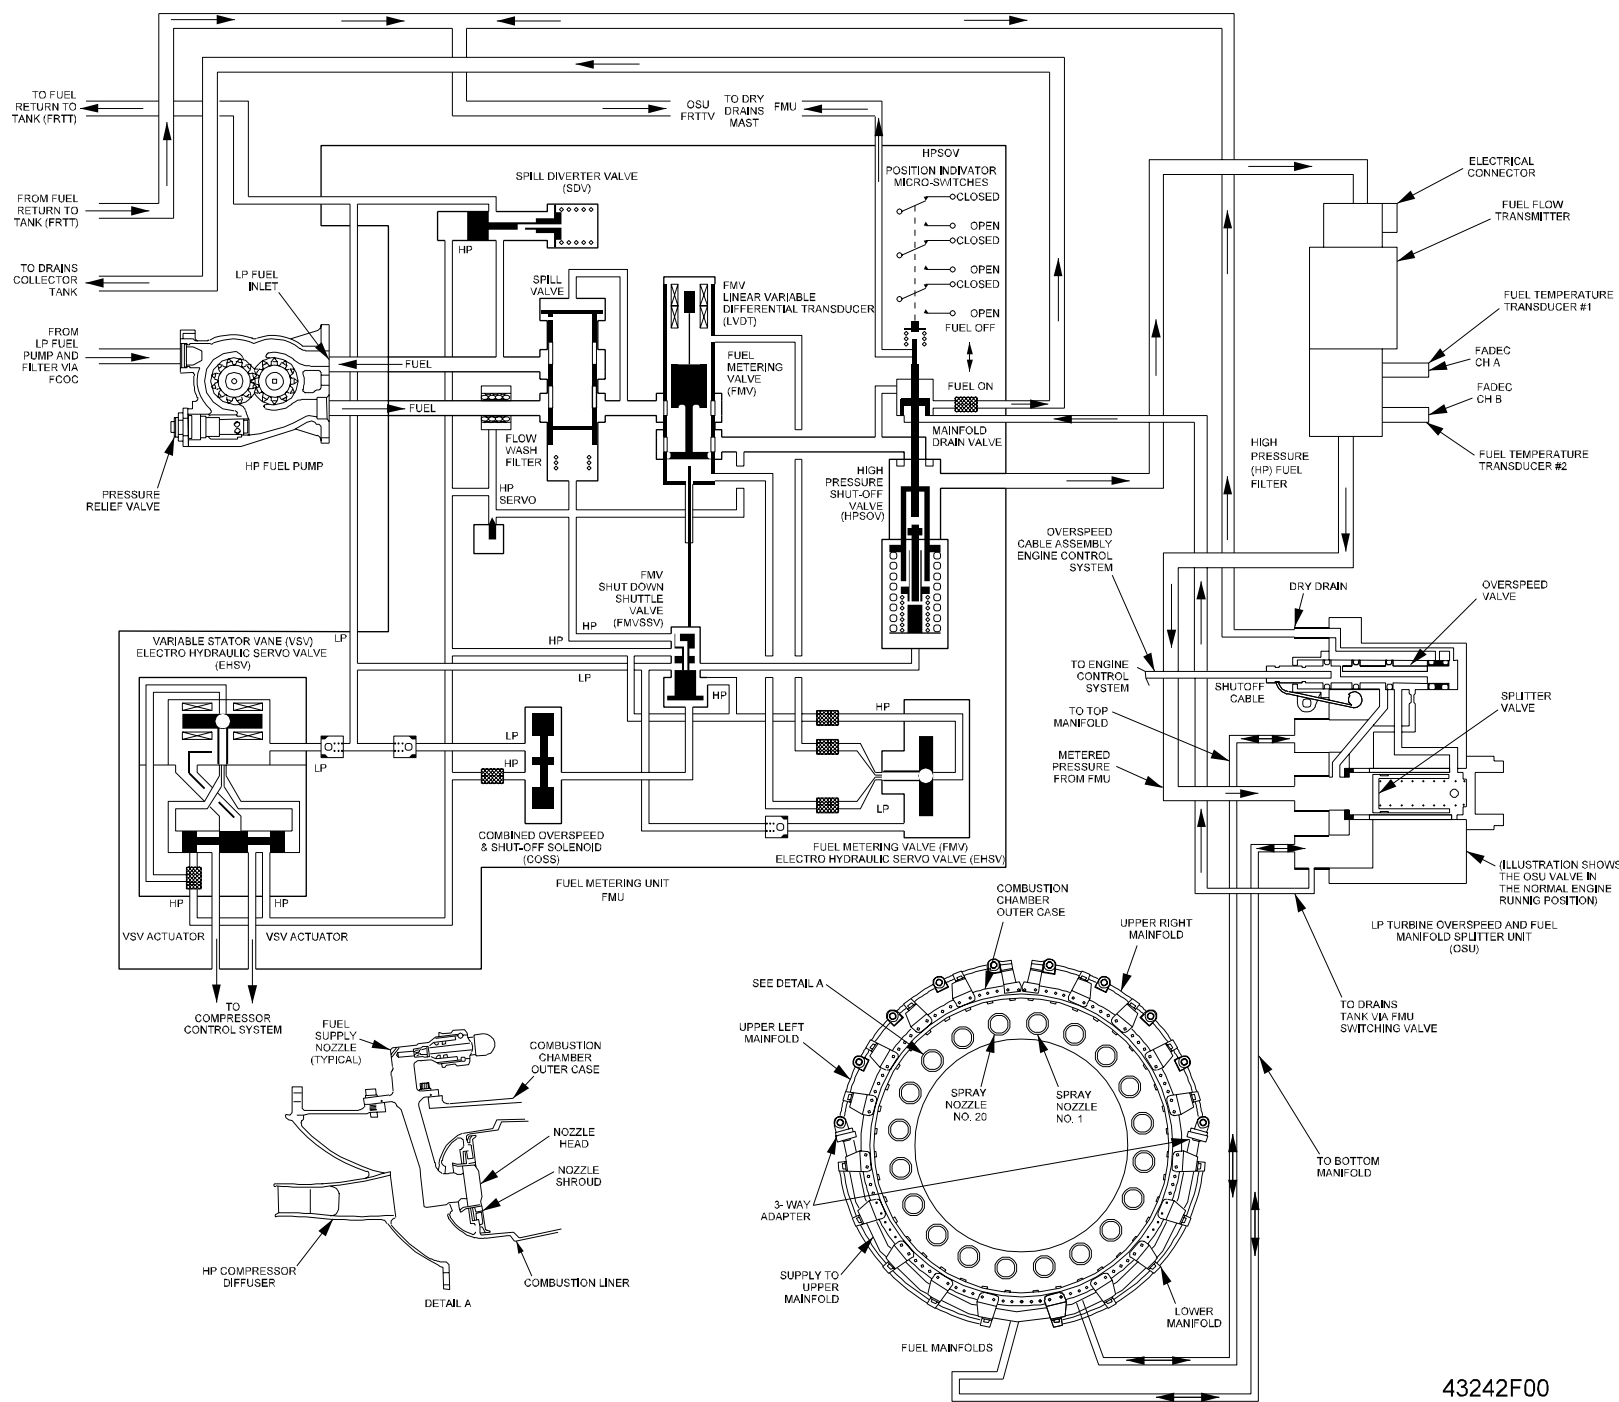 TO FUEL
RETURN TO
TANK (FRTT)
OSU
FRTTV
TO DRY
DRAINS
MAST
FMU
FROM FUEL
RETURN TO
TANK (FRTT)
TO DRAINS
COLLECTOR
TANK
LP FUEL
INLET
FROM
LP FUEL
PUMP AND
FILTER VIA
FCOC
SPILL DIVERTER VALVE
(SDV)
HP
SPILL
VALVE
FMV
LINEAR VARIABLE
DIFFERENTIAL TRANSDUCER
(LVDT)
FUEL
METERING
VALVE
(FMV)
FUEL
FUEL
FLOW
WASH
FILTER
HP
SERVO
HP FUEL PUMP
PRESSURE
RELIEF VALVE
HPSOV
POSITION INDIVATOR
MICRO-SWITCHES
CLOSED
OPEN
CLOSED
OPEN
CLOSED
OPEN
FUEL OFF
FUEL ON
MAINFOLD
DRAIN VALVE
HIGH
PRESSURE
SHUT-OFF
VALVE
(HPSOV)
ELECTRICAL
CONNECTOR
FUEL FLOW
TRANSMITTER
FUEL TEMPERATURE
TRANSDUCER #1
FADEC
CH A
FADEC
CH B
FUEL TEMPERATURE
TRANSDUCER #2
HIGH
PRESSURE
(HP) FUEL
FILTER
OVERSPEED
CABLE ASSEMBLY
ENGINE CONTROL
SYSTEM
DRY DRAIN
OVERSPEED
VALVE
TO ENGINE
CONTROL
SYSTEM
SHUTOFF
CABLE
SPLITTER
VALVE
TO TOP
MANIFOLD
METERED
PRESSURE
FROM FMU
(ILLUSTRATION SHOWS
THE OSU VALVE IN
THE NORMAL ENGINE
RUNNIG POSITION)
LP TURBINE OVERSPEED AND FUEL
MANIFOLD SPLITTER UNIT
(OSU)
TO DRAINS
TANK VIA FMU
SWITCHING VALVE
TO BOTTOM
MANIFOLD
FMV
SHUT DOWN
SHUTTLE
VALVE
(FMVSSV)
HP
HP
LP
LP
HP
HP
LP
VARIABLE STATOR VANE (VSV)
ELECTRO HYDRAULIC SERVO VALVE
(EHSV)
LP
LP
HP
COMBINED OVERSPEED
& SHUT-OFF SOLENOID
(COSS)
FUEL METERING VALVE (FMV)
ELECTRO HYDRAULIC SERVO VALVE (EHSV)
FUEL METERING UNIT
FMU
HP
HP
VSV ACTUATOR
VSV ACTUATOR
TO
COMPRESSOR
CONTROL SYSTEM
FUEL
SUPPLY
NOZZLE
(TYPICAL)
COMBUSTION
CHAMBER
OUTER CASE
NOZZLE
HEAD
NOZZLE
SHROUD
HP COMPRESSOR
DIFFUSER
COMBUSTION LINER
DETAIL A
COMBUSTION
CHAMBER
OUTER CASE
UPPER RIGHT
MAINFOLD
SEE DETAIL A
UPPER LEFT
MAINFOLD
SPRAY
NOZZLE
NO. 20
SPRAY
NOZZLE
NO. 1
3- WAY
ADAPTER
SUPPLY TO
UPPER
MAINFOLD
LOWER
MANIFOLD
FUEL MAINFOLDS
43242F00